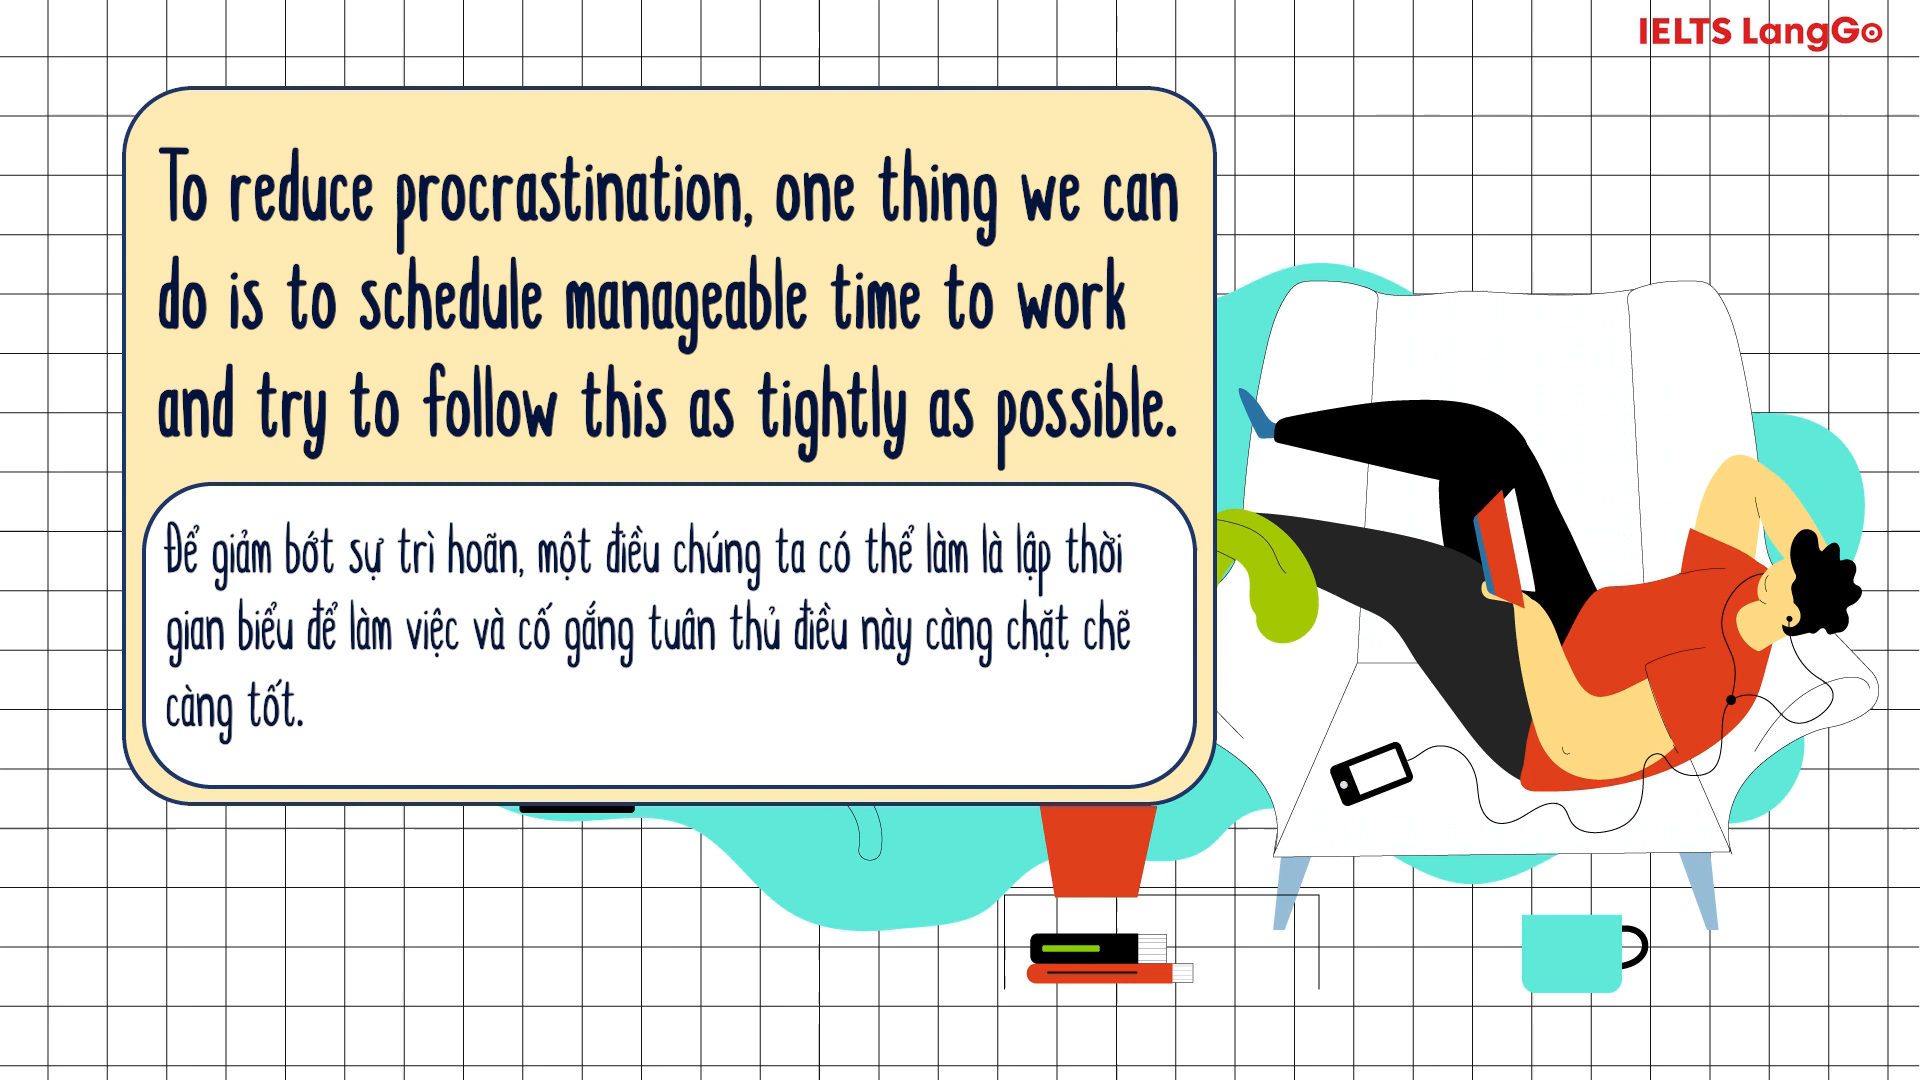 IELTS LangGo
To reduce procrastination, one thing we can
do is to schedule manageable time to work
and try to follow this as tightly as possible.
Để giảm bớt sự trì hoãn, một điều chúng ta có thể làm là lập thời
gian biểu để làm việc và cố gắng tuân thủ điều này càng chặt chẽ
càng tốt.